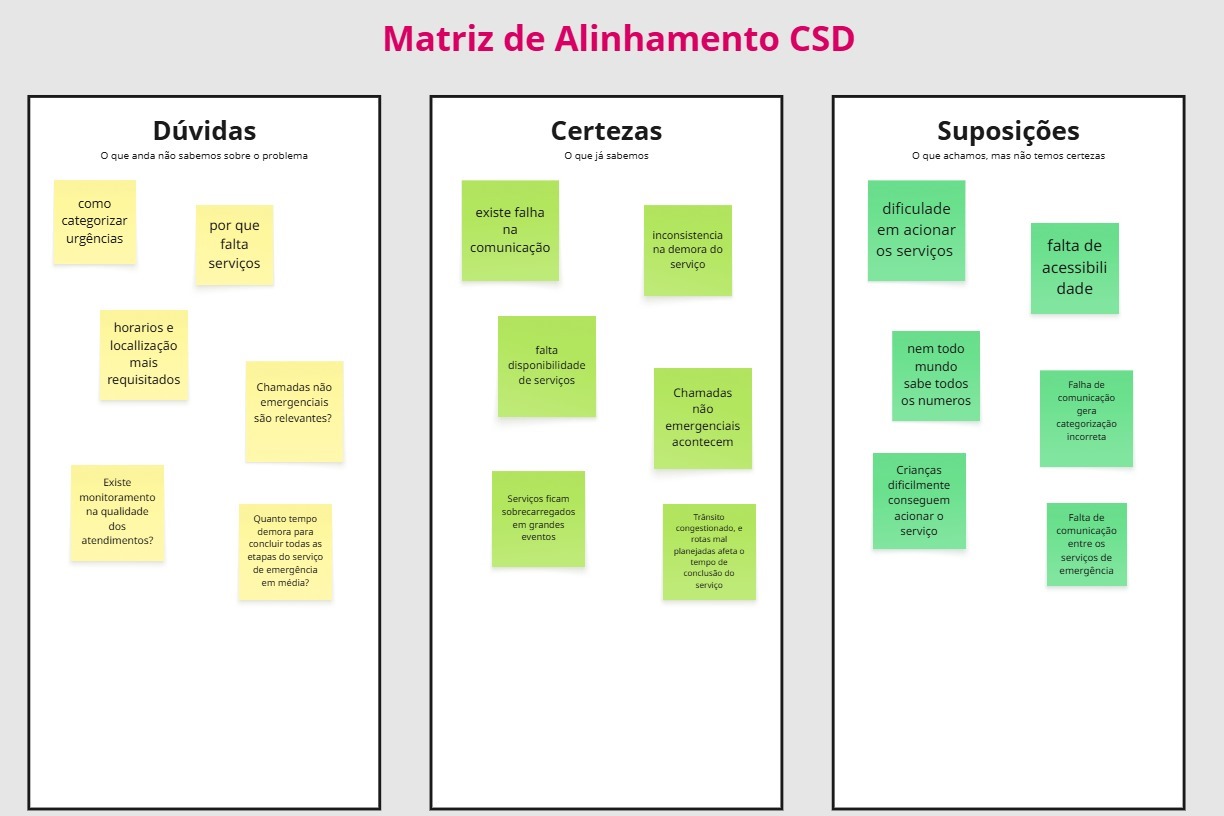 Matriz de Alinhamento CSD
Dúvidas
O que anda não sabemos sobre o problema
como
categorizar
urgências
por que
falta
serviços
horarios e
locallização
mais
requisitados
Chamadas não
emergenciais
são relevantes?
Existe
monitoramento
na qualidade
dos
atendimentos?
Quanto tempo
demora para
concluir todas as
etapas do serviço
de emergência
em média?
Certezas
O que já sabemos
existe falha
na
comunicação
inconsistencia
na demora do
serviço
falta
disponibilidade
de serviços
Chamadas
não
emergenciais
acontecem
Serviços ficam
sobrecarregados
em grandes
eventos
Trânsito
congestionado, e
rotas mal
planejadas afeta o
tempo de
conclusão do
serviço
Suposições
O que achamos, mas não temos certezas
dificulade
em acionar
os serviços
falta de
acessibili
dade
nem todo
mundo
sabe todos
os numeros
Falha de
comunicação
gera
categorização
incorreta
Crianças
dificilmente
conseguem
acionar o
serviço
Falta de
comunicação
entre os
serviços de
emergência